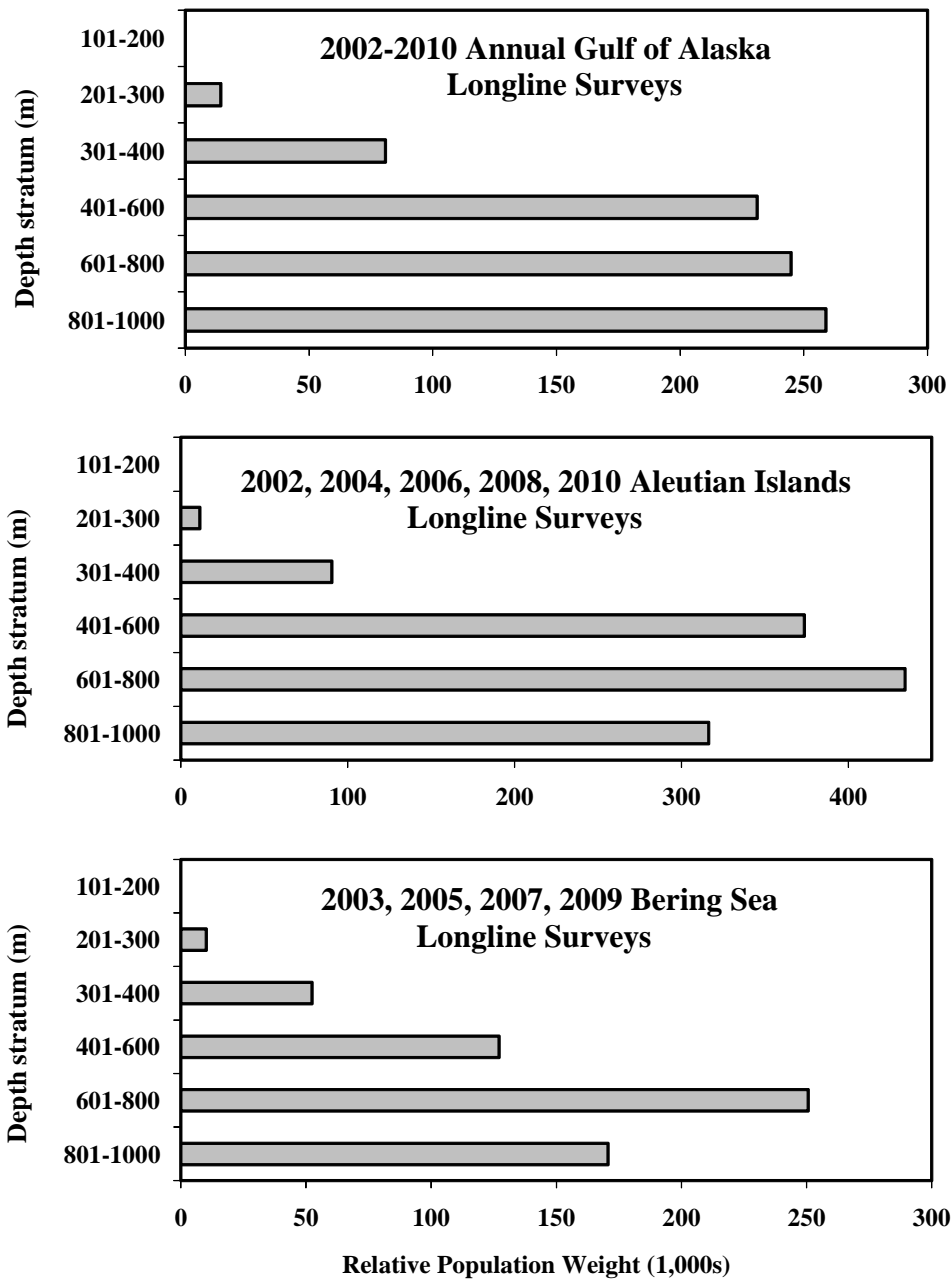 2002-2010 Annual Gulf of Alaska
Longline Surveys
Depth stratum (m)
101-200
201-300
301-400
401-600
601-800
801-1000
0 50 100 150 200 250 300
2002, 2004, 2006, 2008, 2010 Aleutian Islands
Longline Surveys
Depth stratum (m)
101-200
201-300
301-400
401-600
601-800
801-1000
0 100 200 300 400
2003, 2005, 2007, 2009 Bering Sea
Longline Surveys
Depth stratum (m)
101-200
201-300
301-400
401-600
601-800
801-1000
0 50 100 150 200 250 300
Relative Population Weight (1,000s)